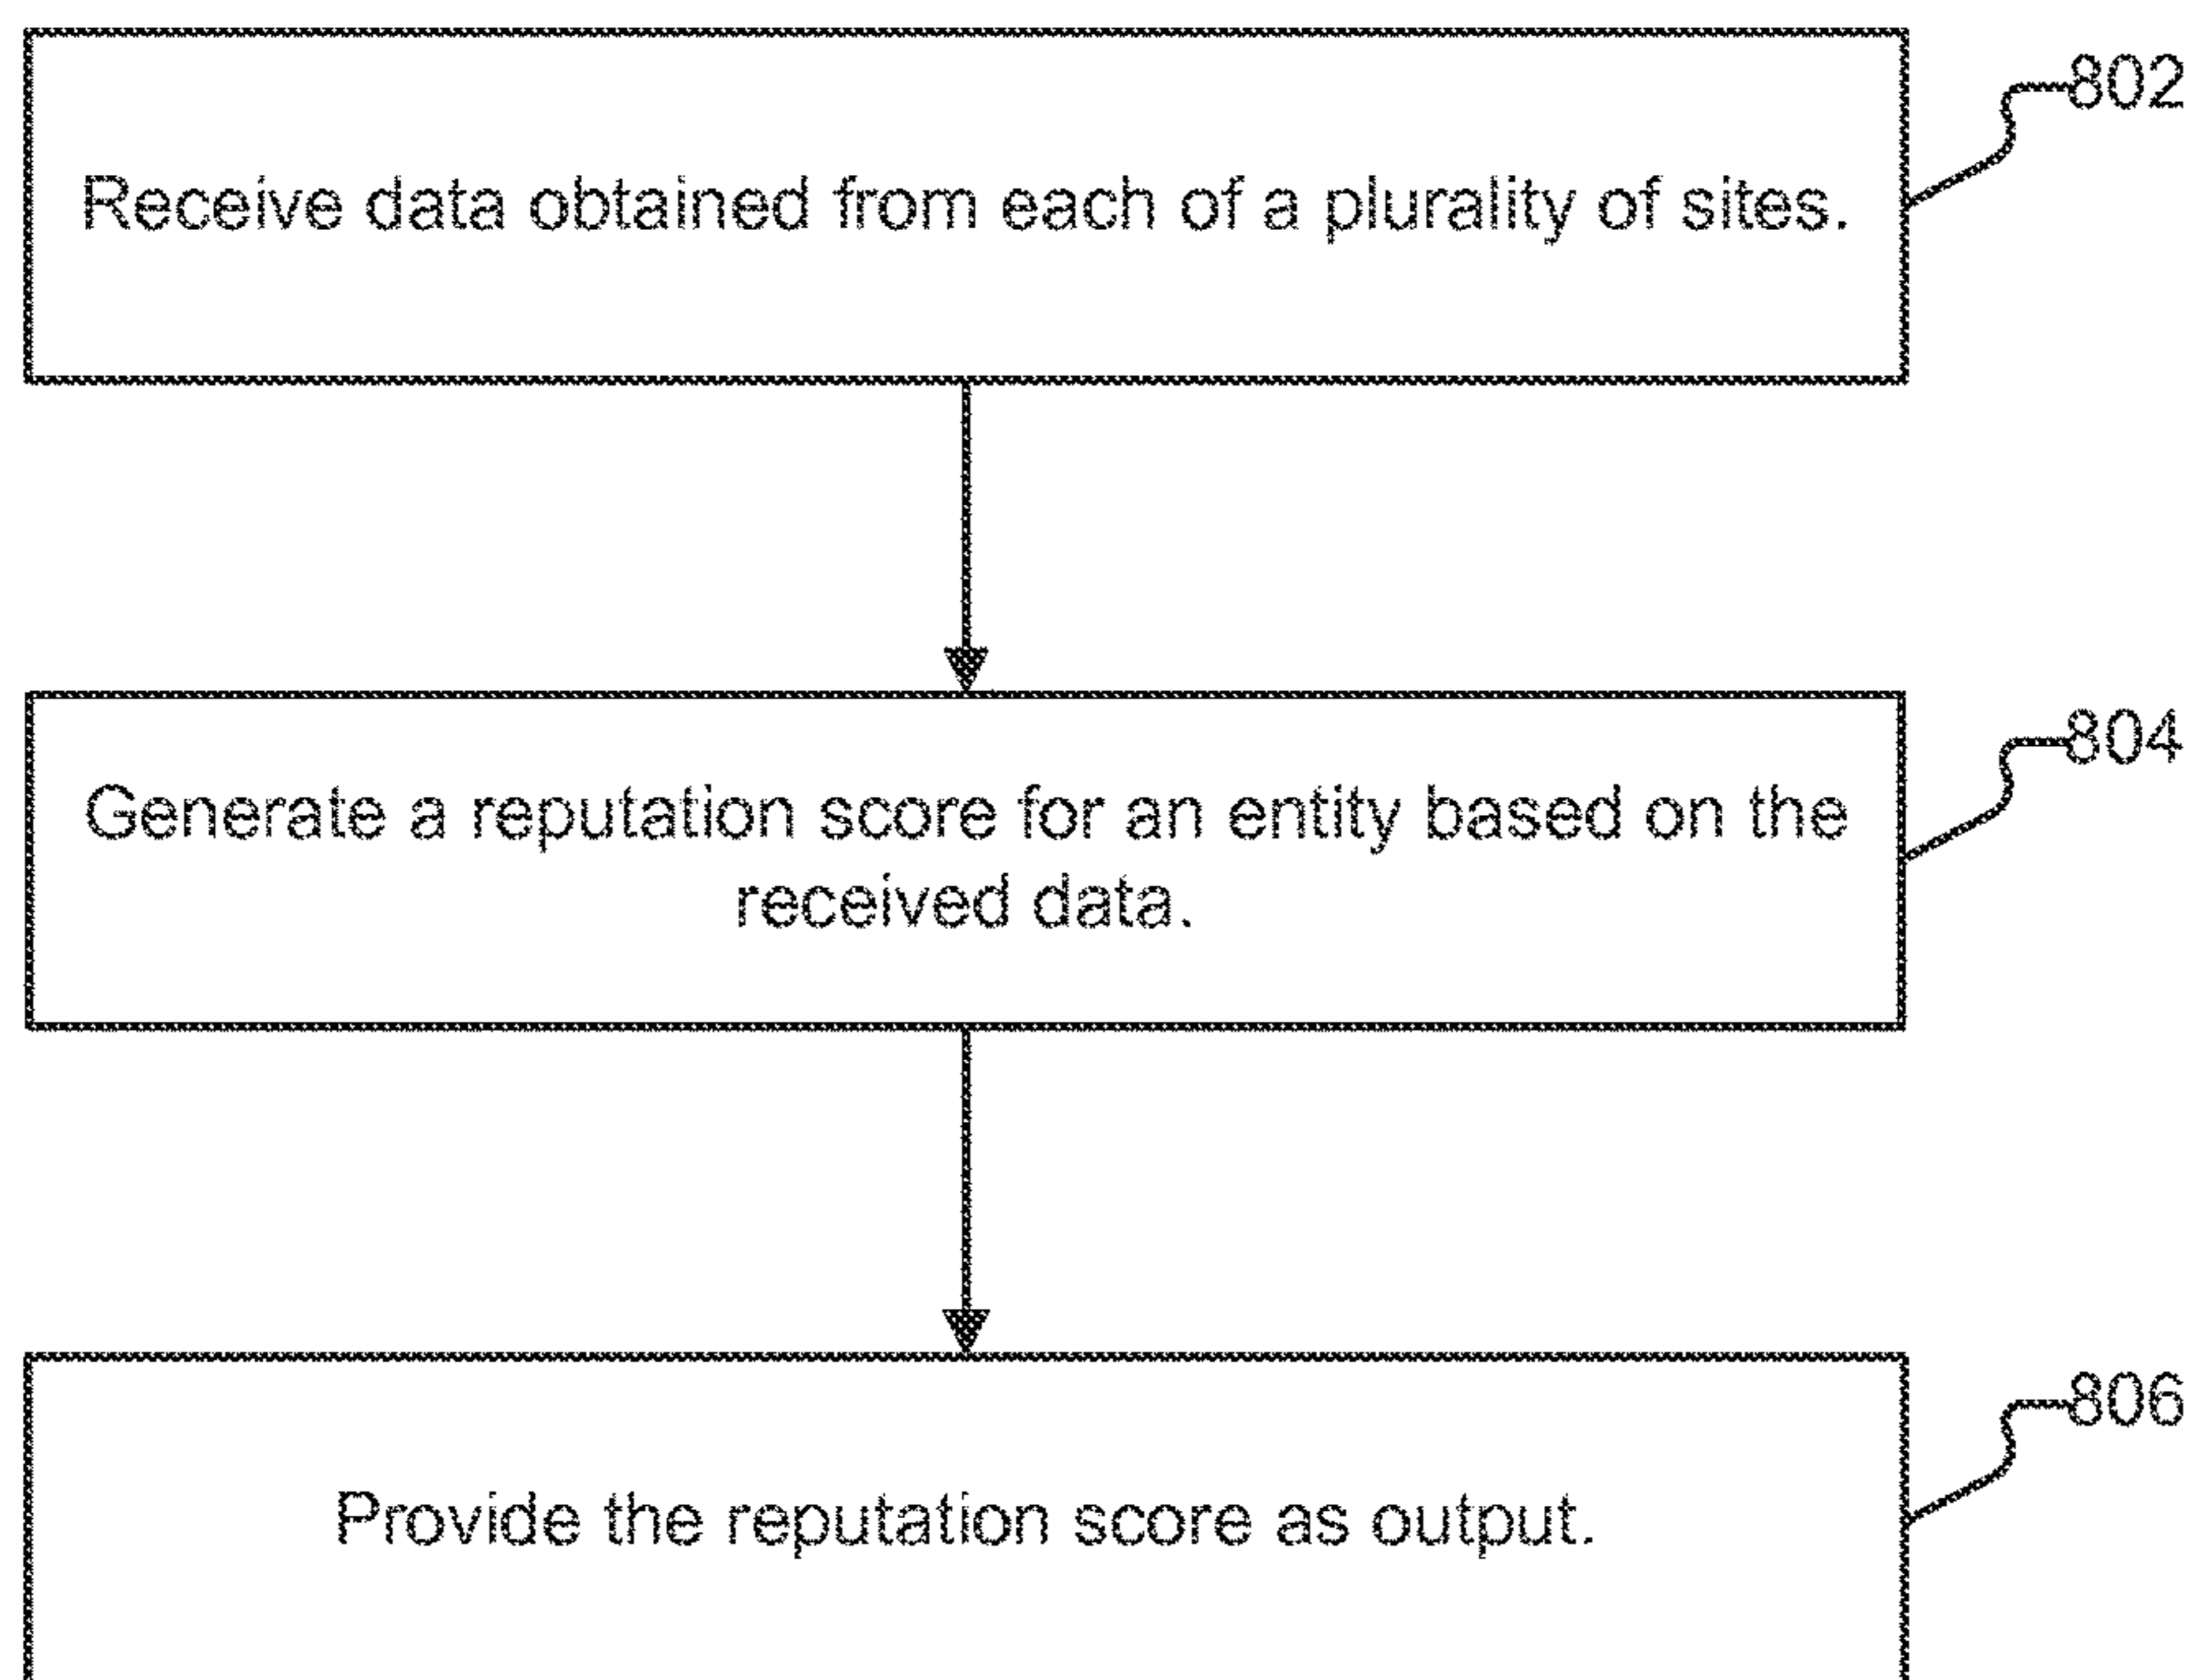 802
Receive data obtained from each of a plurality of sites.
804
Generate a reputation score for an entity based on the
received data.
806
Provide the reputation score as output.